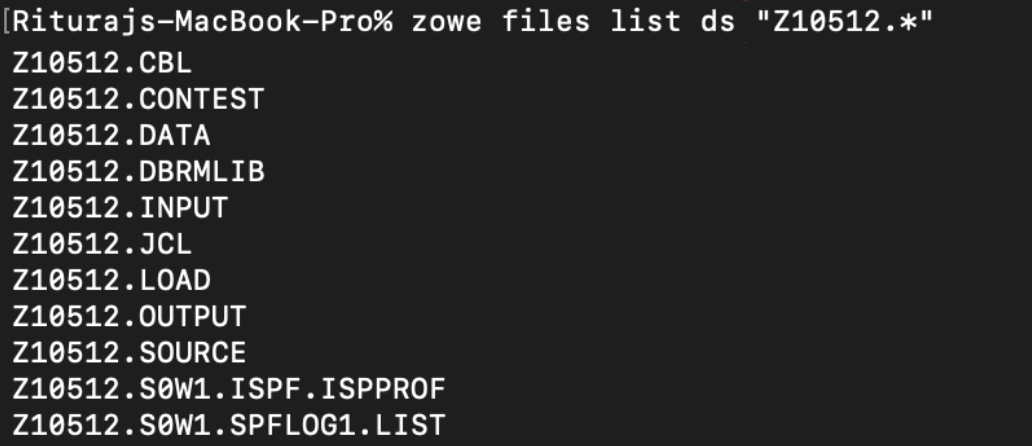 [Riturajs-MacBook-Pro% zowe files list ds "Z10512.*"
Z10512.CBL
Z10512.CONTEST
Z10512.DATA
Z10512.DBRMLIB
Z10512.INPUT
Z10512.JCL
Z10512.LOAD
Z10512.OUTPUT
Z10512.SOURCE
Z10512.S0W1.ISPF.ISPPROF
Z10512.S0W1.SPFLOG1.LIST